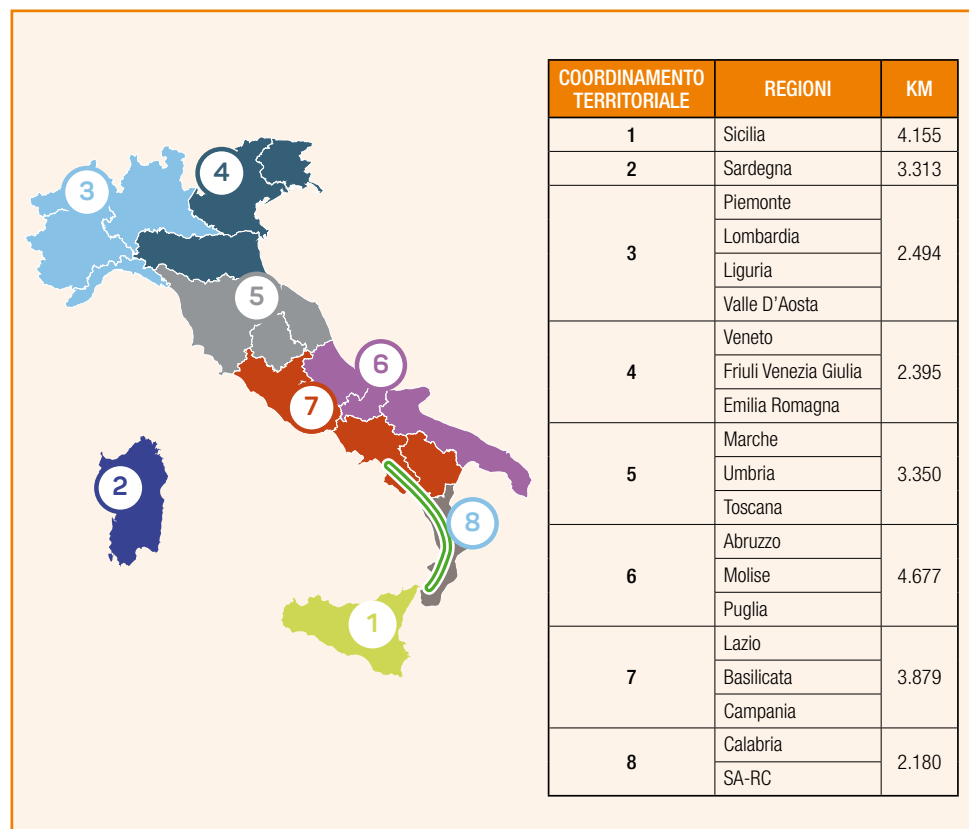 3
4
5
6
7
2
8
1
COORDINAMENTO TERRITORIALE REGIONI KM
1 Sicilia 4.155
2 Sardegna 3.313
3 Piemonte 2.494
Lombardia
Liguria
Valle D'Aosta
4 Veneto 2.395
Friuli Venezia Giulia
Emilia Romagna
5 Marche 3.350
Umbria
Toscana
6 Abruzzo 4.677
Molise
Puglia
7 Lazio 3.879
Basilicata
Campania
8 Calabria 2.180
SA-RC